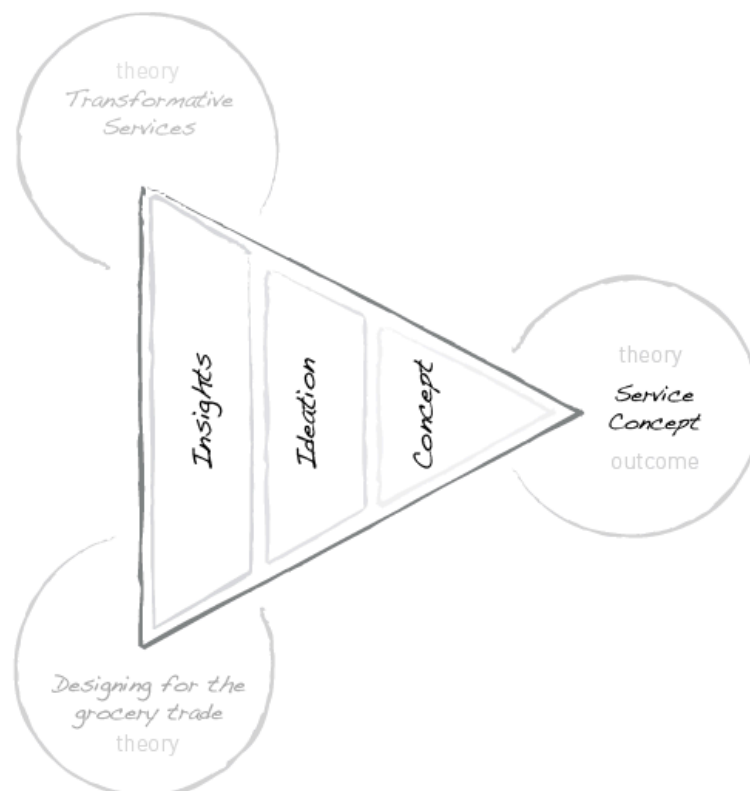 theory
Transformative
Services
Insights
Ideation
Concept
theory
Service
Concept
outcome
Designing for the
grocery trade
theory